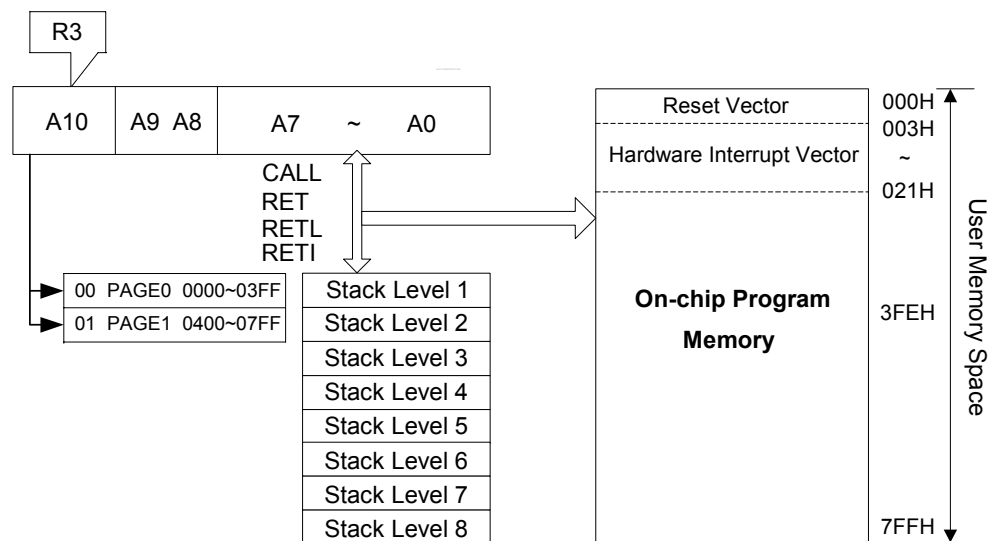 R3
A10 A9 A8 A7 ~ A0
CALL
RET
RETL
RETI
00 PAGE0 0000~03FF
01 PAGE1 0400~07FF
Stack Level 1
Stack Level 2
Stack Level 3
Stack Level 4
Stack Level 5
Stack Level 6
Stack Level 7
Stack Level 8
Reset Vector
Hardware Interrupt Vector
On-chip Program
Memory
000H
003H
~
021H
3FEH
7FFH
User Memory Space